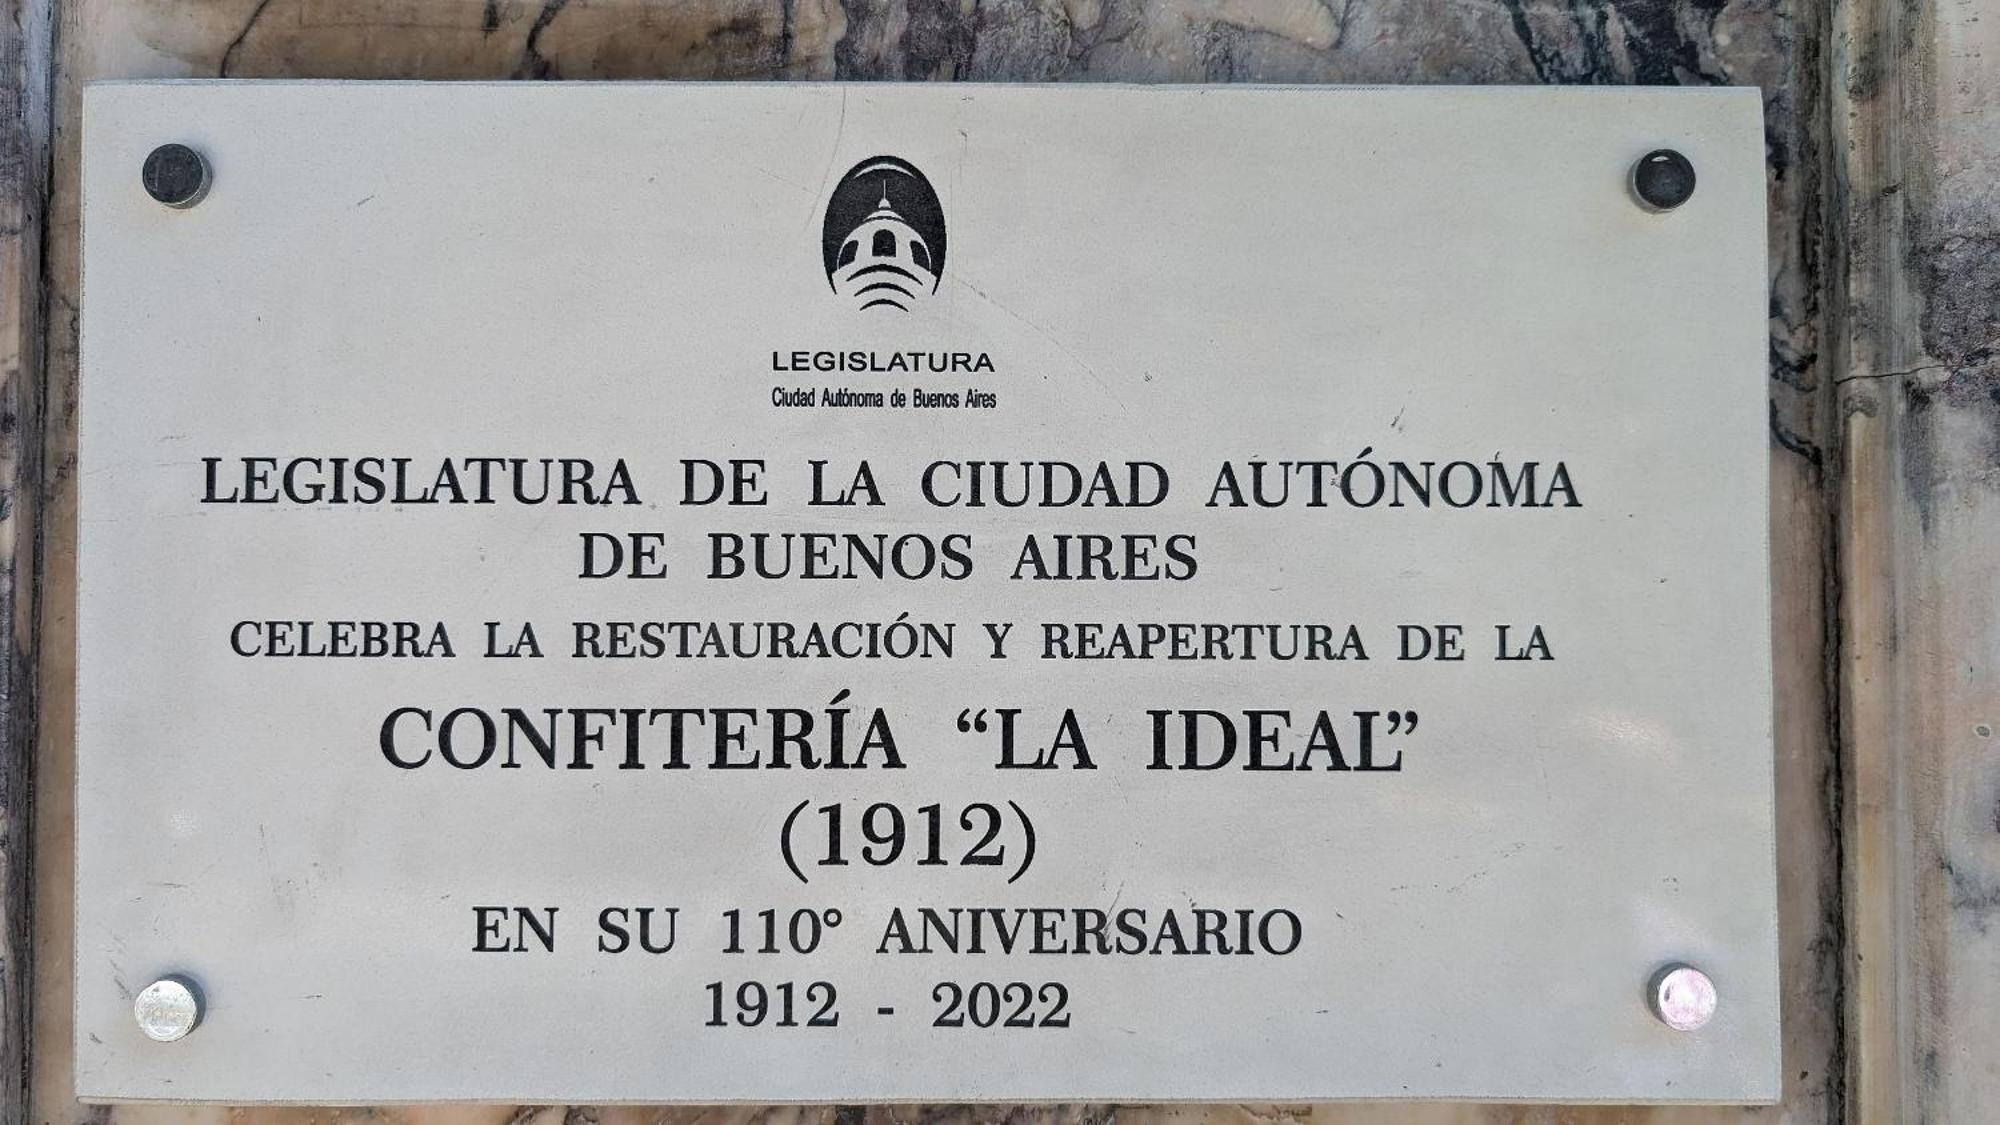 LEGISLATURA
Ciudad Autónoma de Buenos Aires
LEGISLATURA DE LA CIUDAD AUTÓNOMA
DE BUENOS AIRES
CELEBRA LA RESTAURACIÓN Y REAPERTURA DE LA
CONFITERÍA “LA IDEAL”
(1912)
EN SU 110° ANIVERSARIO
1912 - 2022